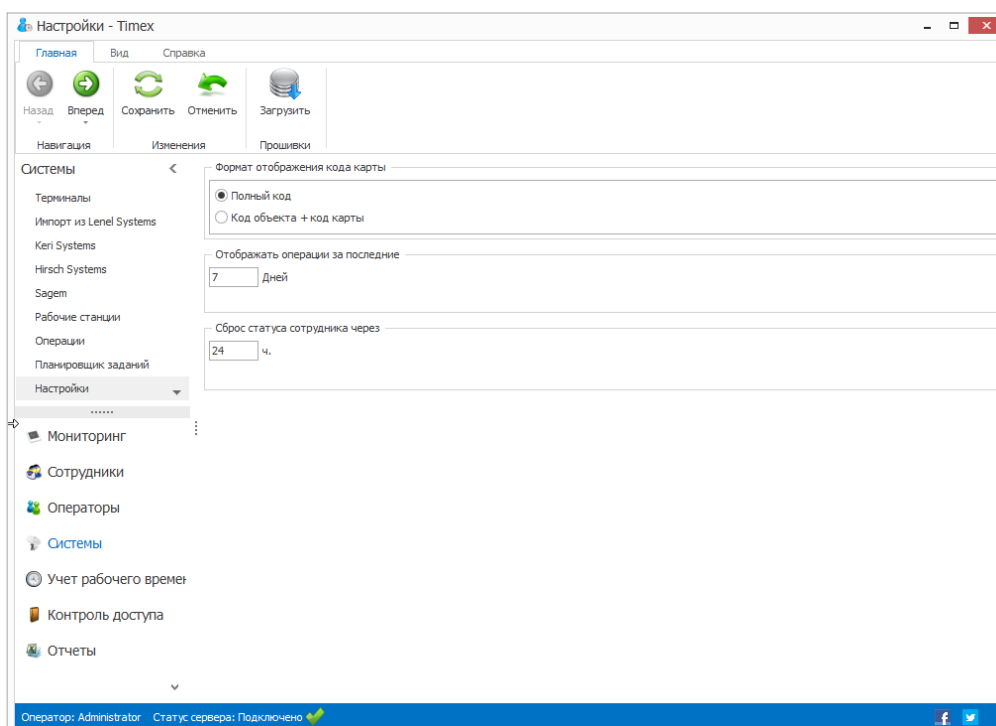 Настройки - Timex
Главная Вид Справка
Назад Вперед Сохранить Отменить Загрузить
Навигация Изменения Прошивки
Системы
Терминалы
Импорт из Lenel Systems
Keri Systems
Hirsch Systems
Sagem
Рабочие станции
Операции
Планировщик заданий
Настройки
Мониторинг
Сотрудники
Операторы
Системы
Учет рабочего времен
Контроль доступа
Отчеты
Формат отображения кода карты
Полный код
Код объекта + код карты
Отображать операции за последние
7 Дней
Сброс статуса сотрудника через
24 ч.
Оператор: Administrator Статус сервера: Подключено